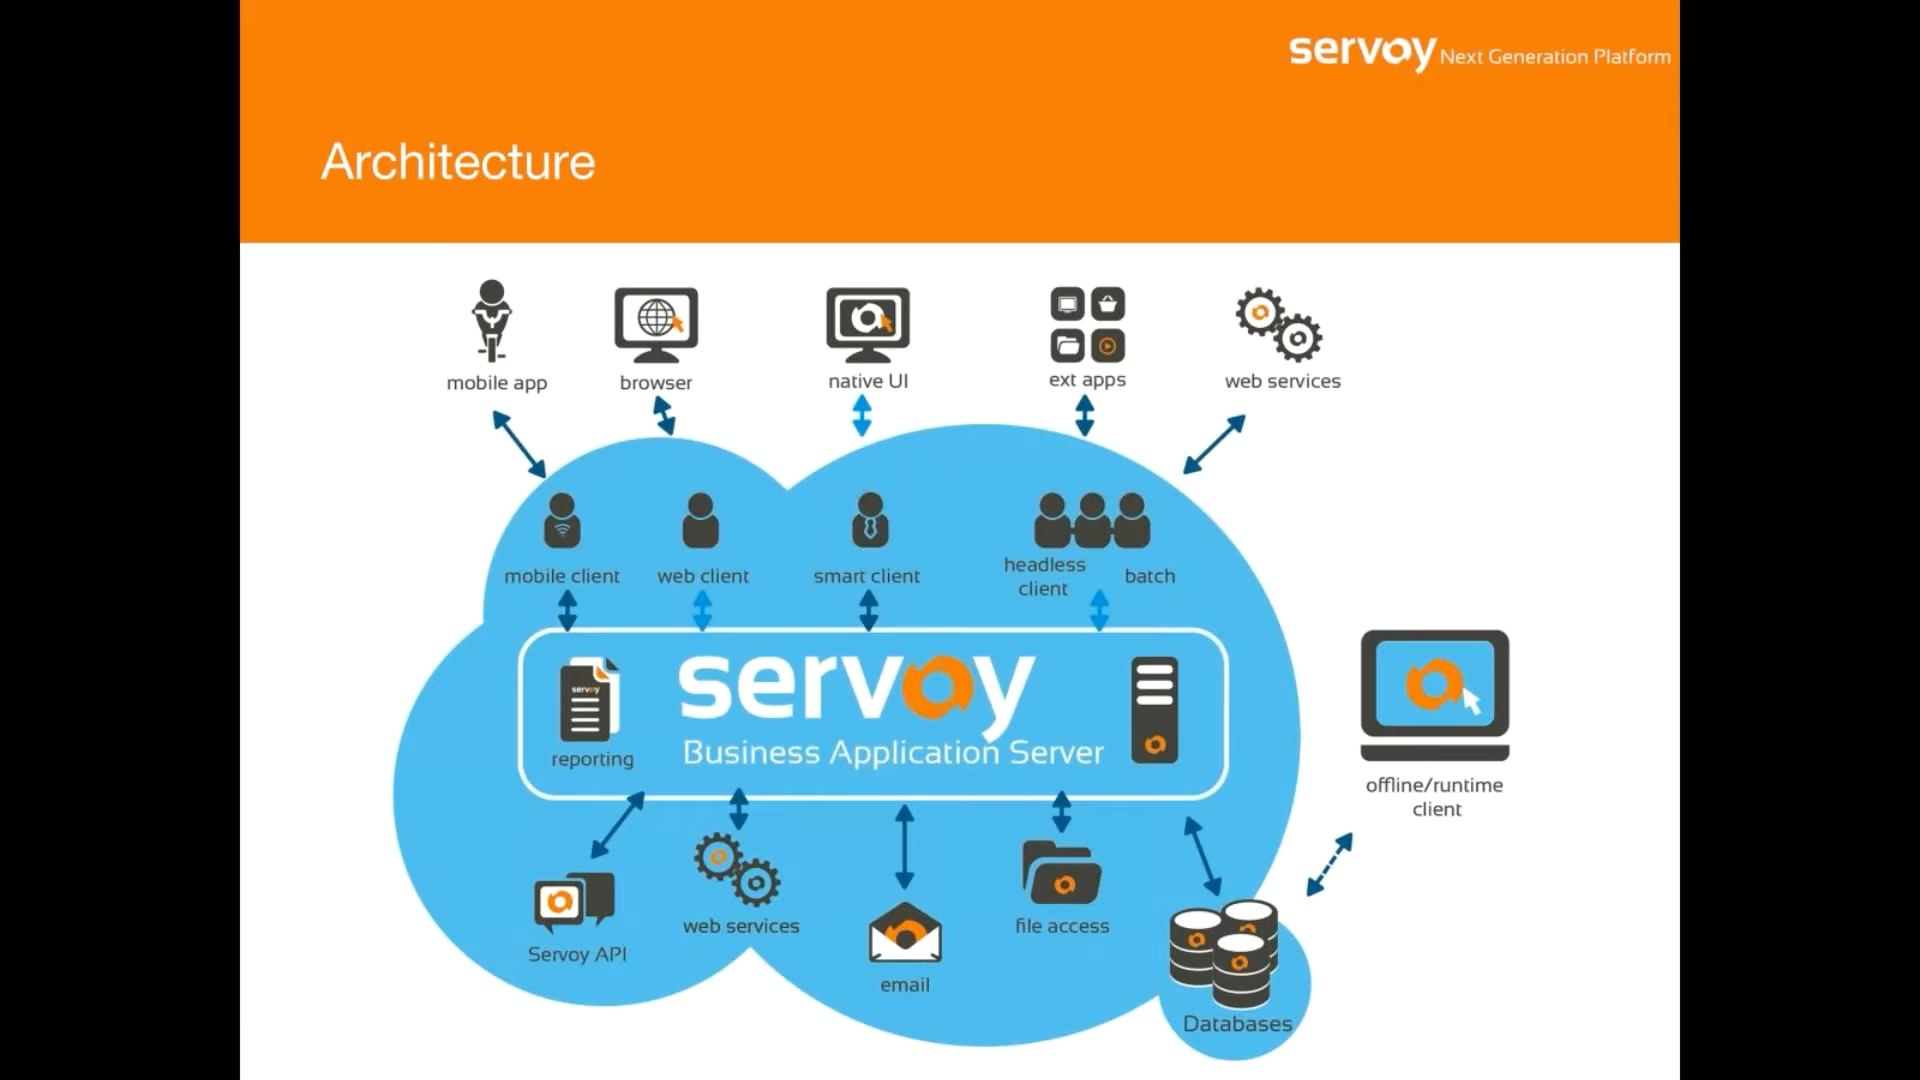 servoy Next Generation Platform
Architecture
mobile app
browser
native UI
ext apps
web services
mobile client
web client
smart client
headless
client
batch
servoy
reporting
servoy
Business Application Server
offline/runtime
client
Servoy API
web services
email
file access
Databases